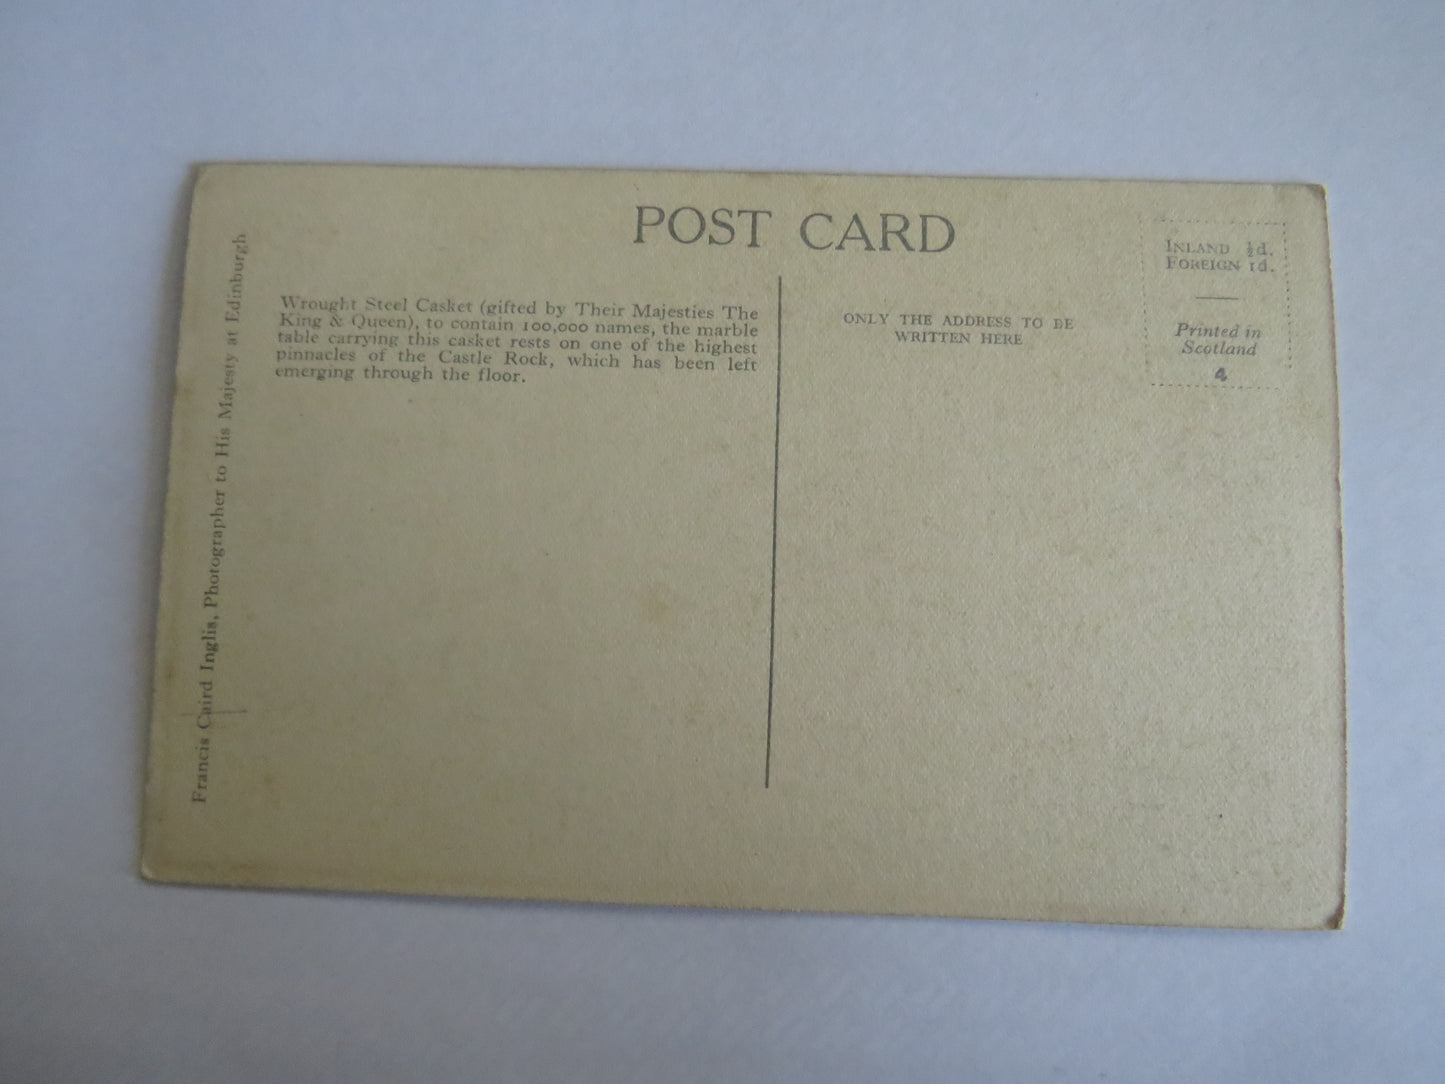 POST CARD
INLAND ½d.
FOREIGN 1d.
Printed in
Scotland
4
Wrought Steel Casket (gifted by Their Majesties The
King & Queen), to contain 100,000 names, the marble
table carrying this casket rests on one of the highest
pinnacles of the Castle Rock, which has been left
emerging through the floor.
ONLY THE ADDRESS TO BE
WRITTEN HERE
Francis Caird Inglis, Photographer to His Majesty at Edinburgh